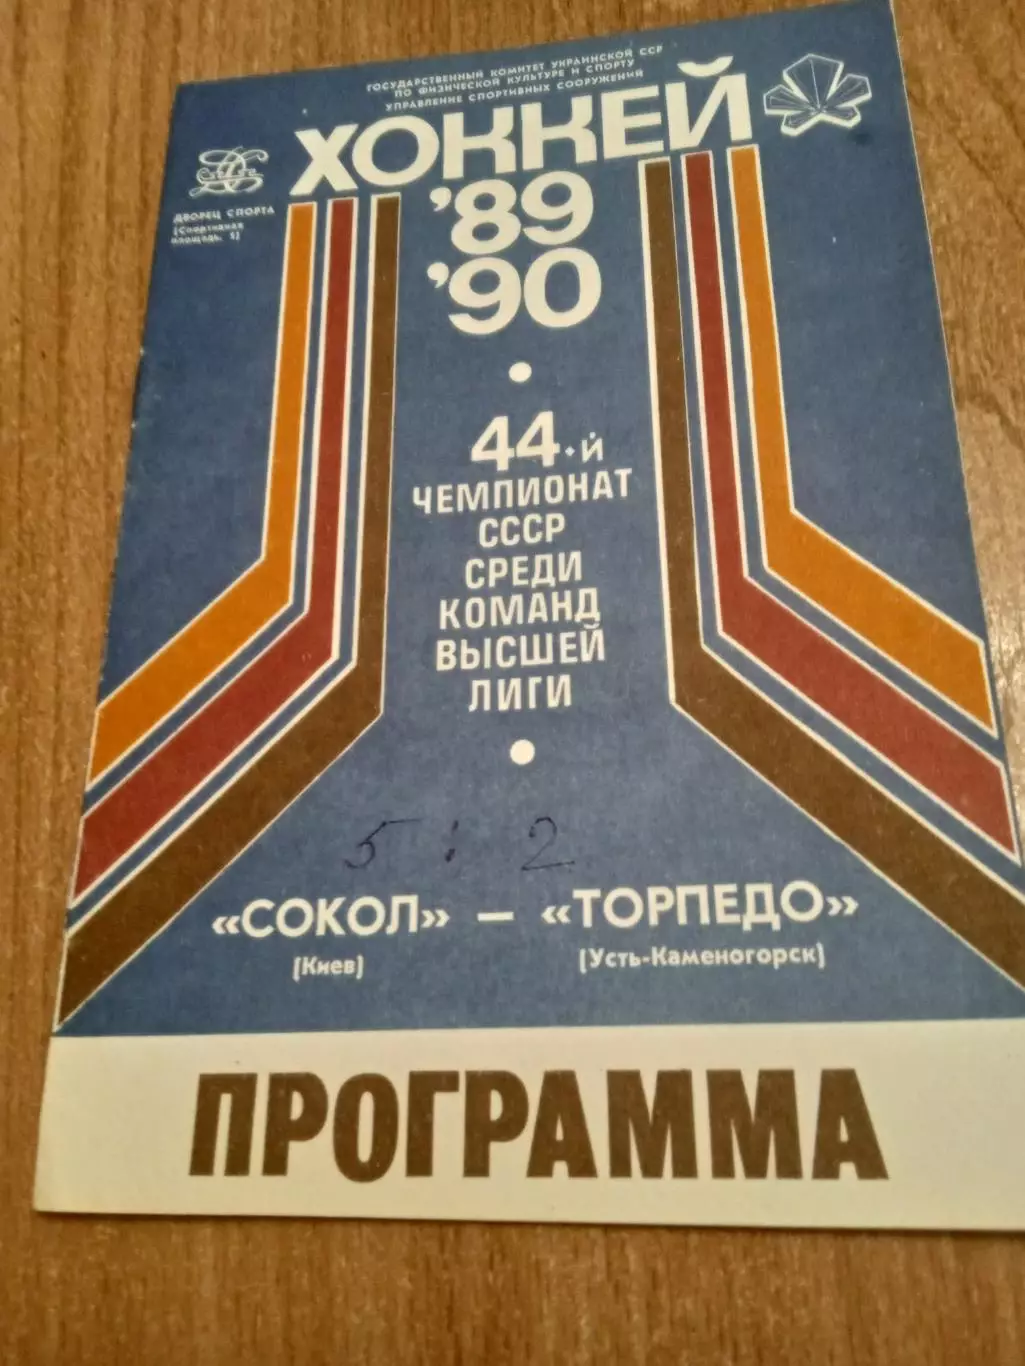 ГОСУДАРСТВЕННЫЙ КОМИТЕТ УКРАИНСКОЙ ССР
ПО ФИЗИЧЕСКОЙ КУЛЬТУРЕ И СПОРТУ
УПРАВЛЕНИЕ СПОРТИВНЫХ СООРУЖЕНИЙ
ХОККЕЙ
'89
'90
ДВОРЕЦ СПОРТА
(Спортивная
площадь, 1)
44-й
ЧЕМПИОНАТ
СССР
СРЕДИ
КОМАНД
ВЫСШЕЙ
ЛИГИ
5 : 2
«СОКОЛ» — «ТОРПЕДО»
(Киев) (Усть-Каменогорск)
ПРОГРАММА